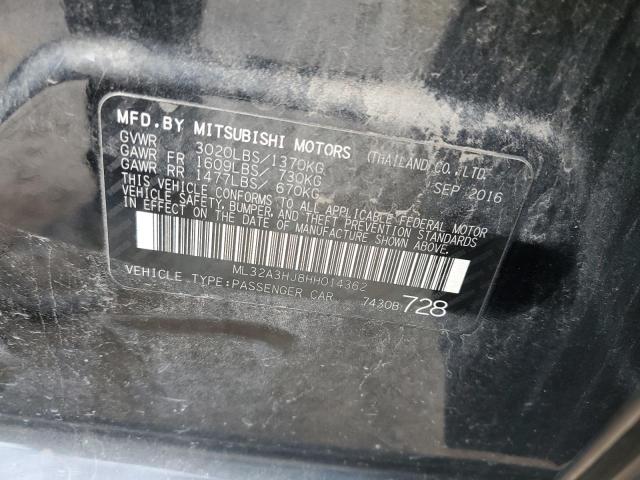 MFD.BY MITSUBISHI MOTORS (THAILAND CO.,LTD.
GVWR 3020LBS/1370KG SEP 2016
GAWR FR 1609LBS/ 730KG
GAWR RR 1477LBS/ 670KG
THIS VEHICLE CONFORMS TO ALL APPLICABLE FEDERAL MOTOR
VEHICLE SAFETY, BUMPER, AND THEFT PREVENTION STANDARDS
IN EFFECT ON THE DATE OF MANUFACTURE SHOWN ABOVE.
ML32A3HJ8HH014362
VEHICLE TYPE:PASSENGER CAR 7430B 728